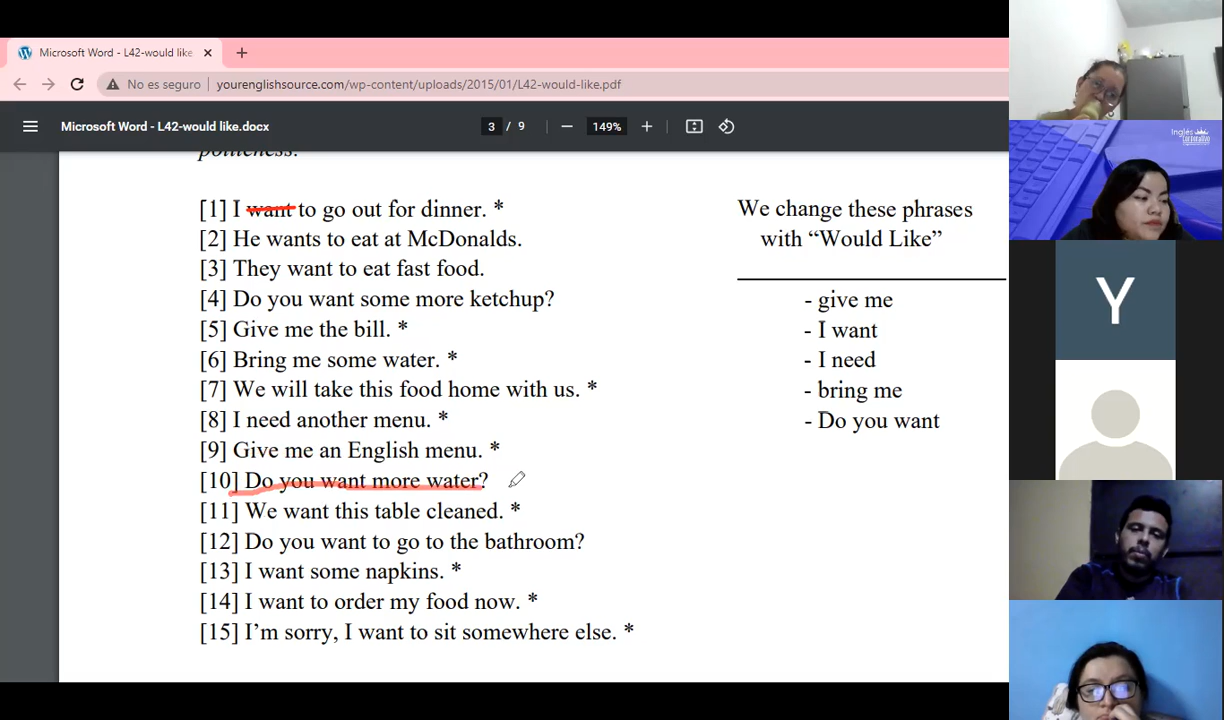 Microsoft Word - L42-would like
No es seguro
yourenglishsource.com/wp-content/uploads/2015/01/L42-would-like.pdf
Microsoft Word - L42-would like.docx
3 / 9
149%
politeness.
[1] I want to go out for dinner. *
[2] He wants to eat at McDonalds.
[3] They want to eat fast food.
[4] Do you want some more ketchup?
[5] Give me the bill. *
[6] Bring me some water. *
[7] We will take this food home with us. *
[8] I need another menu. *
[9] Give me an English menu. *
[10] Do you want more water?
[11] We want this table cleaned. *
[12] Do you want to go to the bathroom?
[13] I want some napkins. *
[14] I want to order my food now. *
[15] I'm sorry, I want to sit somewhere else. *
We change these phrases
with “Would Like”
- give me
- I want
- I need
- bring me
- Do you want
Inglés
Corporativo
Y